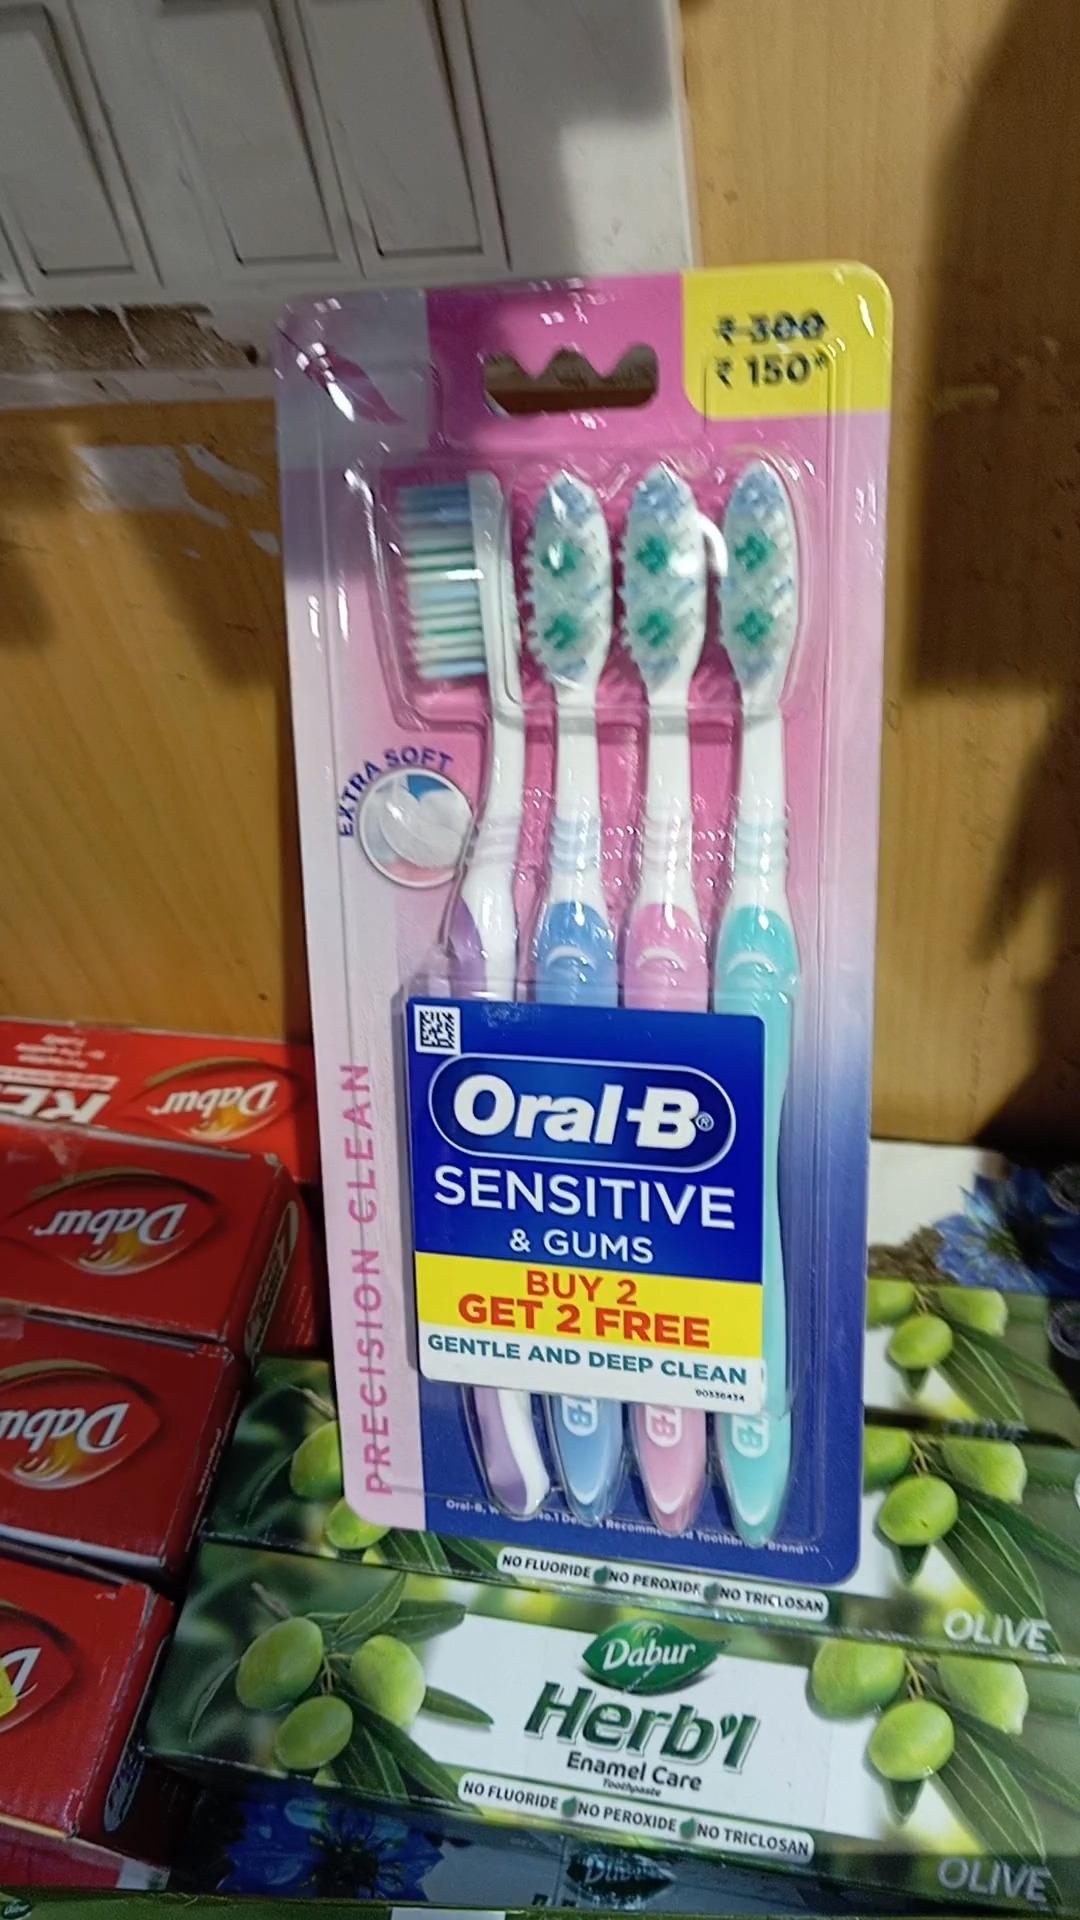 ₹ 300
₹ 150*
EXTRA SOFT
PRECISION CLEAN
Oral-B®
SENSITIVE
& GUMS
BUY 2
GET 2 FREE
GENTLE AND DEEP CLEAN
90336434
Dabur
Dabur
Dabur
NO FLUORIDE NO PEROXIDE NO TRICLOSAN
OLIVE
Dabur
Herb'l
Enamel Care
Toothpaste
NO FLUORIDE NO PEROXIDE NO TRICLOSAN
OLIVE
Dabur